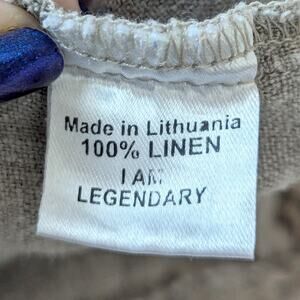 Made in Lithuania
100% LINEN
I AM
LEGENDARY